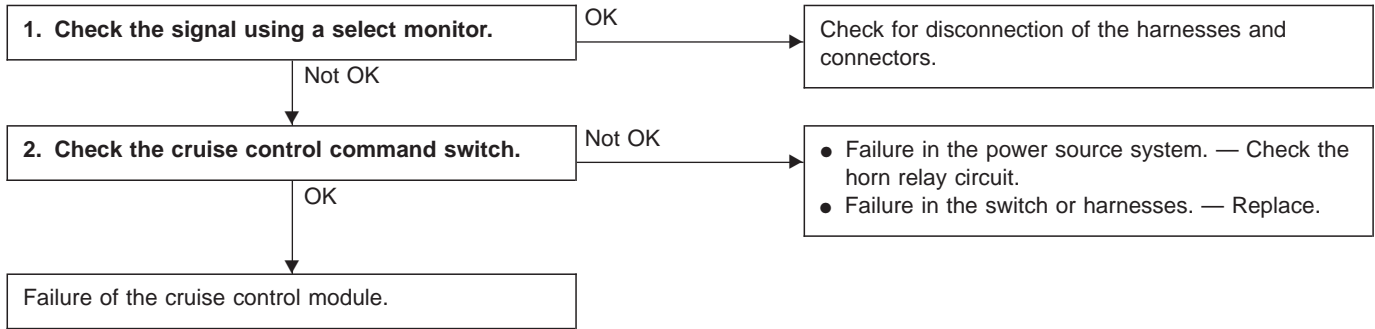 1. Check the signal using a select monitor.
OK
Check for disconnection of the harnesses and
connectors.
Not OK
2. Check the cruise control command switch.
Not OK
● Failure in the power source system. — Check the
horn relay circuit.
● Failure in the switch or harnesses. — Replace.
OK
Failure of the cruise control module.